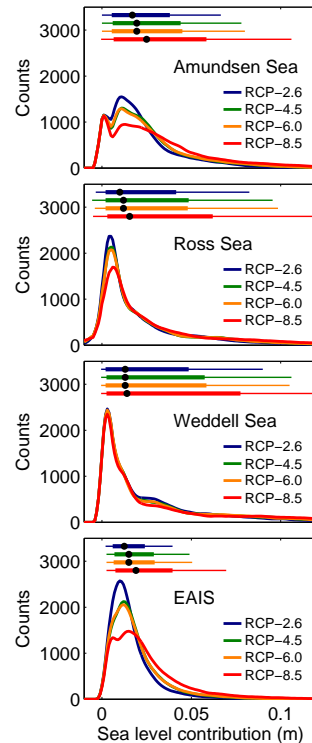 3000
2000
1000
0
Counts
Amundsen Sea
RCP−2.6
RCP−4.5
RCP−6.0
RCP−8.5
3000
2000
1000
0
Counts
Ross Sea
RCP−2.6
RCP−4.5
RCP−6.0
RCP−8.5
3000
2000
1000
0
Counts
Weddell Sea
RCP−2.6
RCP−4.5
RCP−6.0
RCP−8.5
3000
2000
1000
0
Counts
EAIS
RCP−2.6
RCP−4.5
RCP−6.0
RCP−8.5
0 0.05 0.1
Sea level contribution (m)